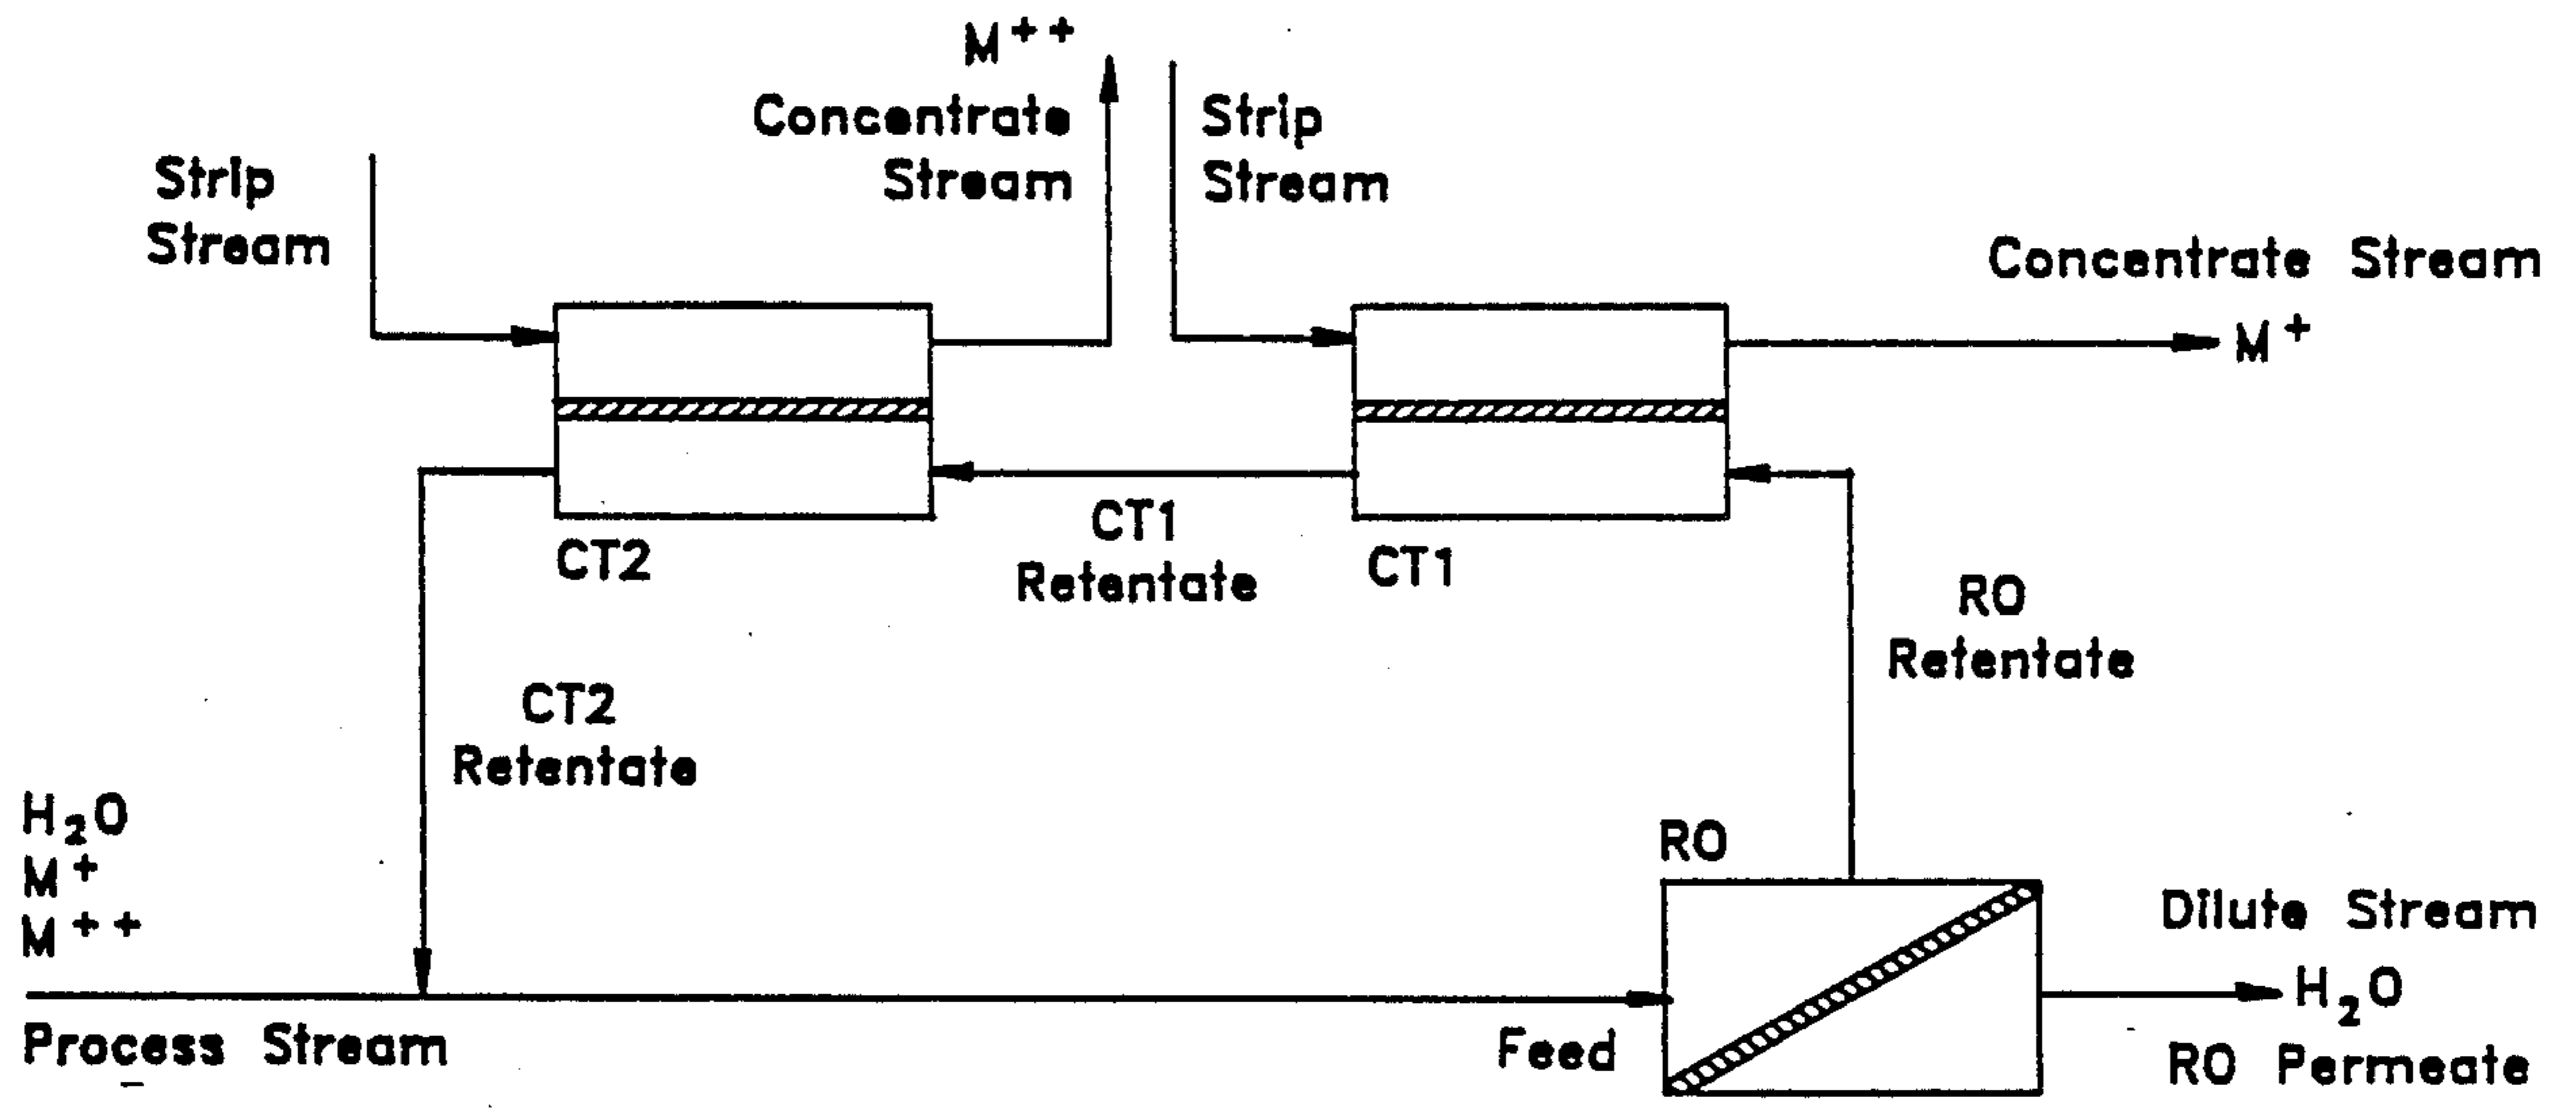 M++
Concentrate
Stream
Strip
Stream
Strip
Stream
Concentrate Stream
M+
CT2
CT1
Retentate
CT1
RO
Retentate
CT2
Retentate
H₂O
M+
M++
Process Stream
Feed
RO
Dilute Stream
H₂O
RO Permeate